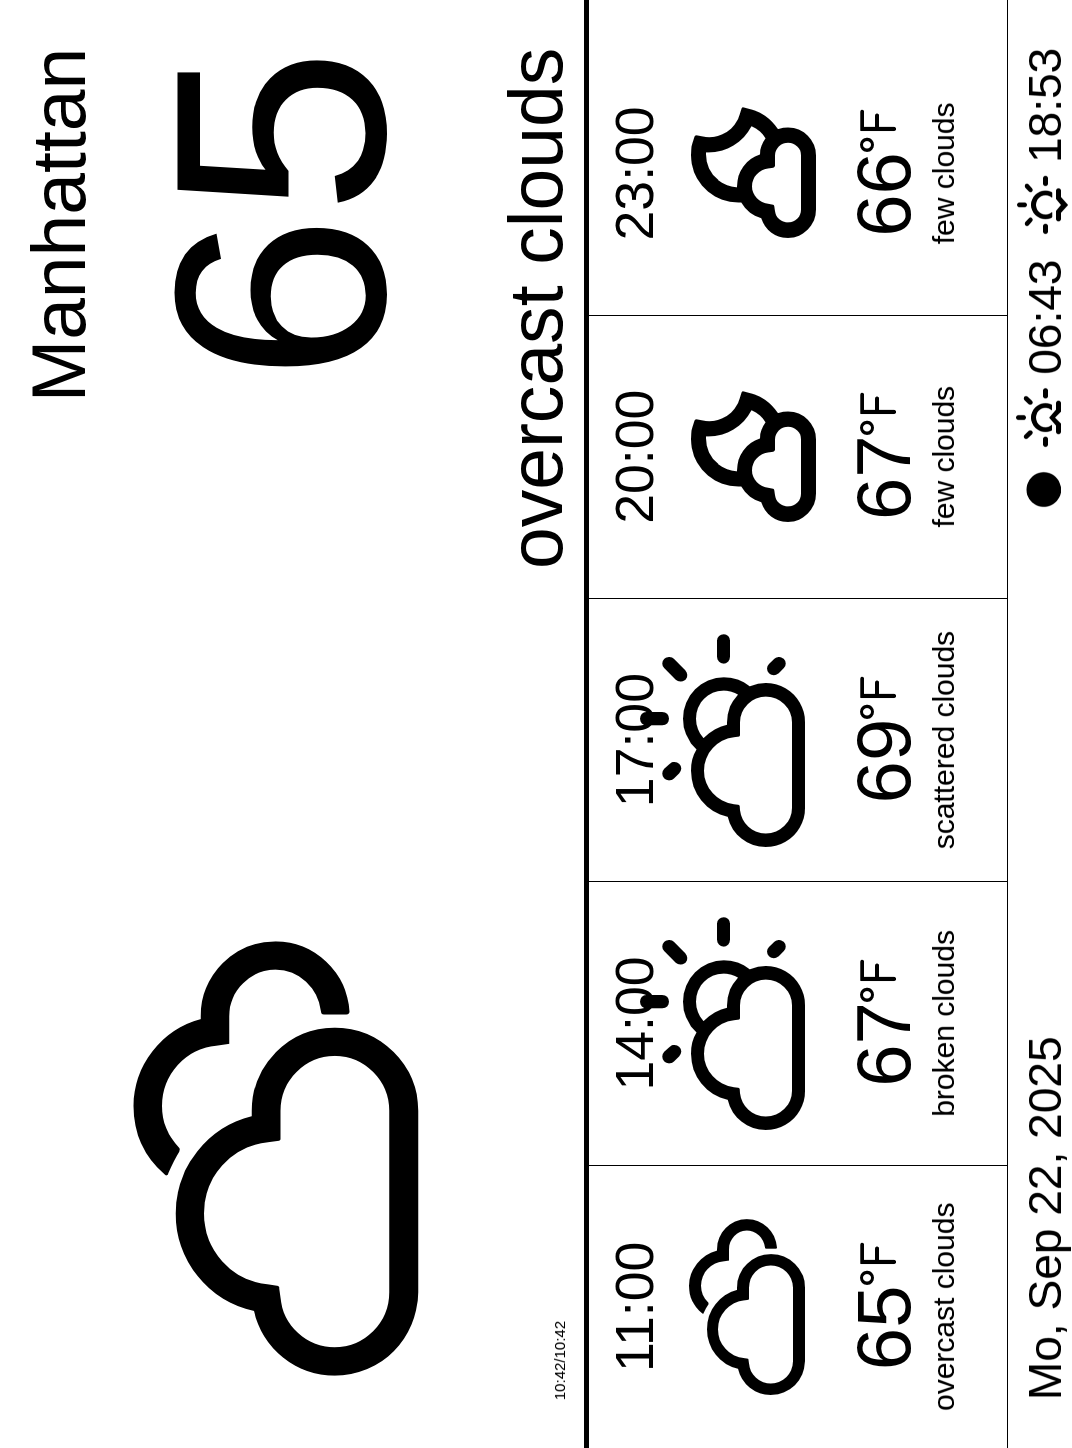 Manhattan
65
overcast clouds
10:42/10:42
11:00
65°F
overcast clouds
14:00
67°F
broken clouds
17:00
69°F
scattered clouds
20:00
67°F
few clouds
23:00
66°F
few clouds
Mo, Sep 22, 2025
06:43
18:53